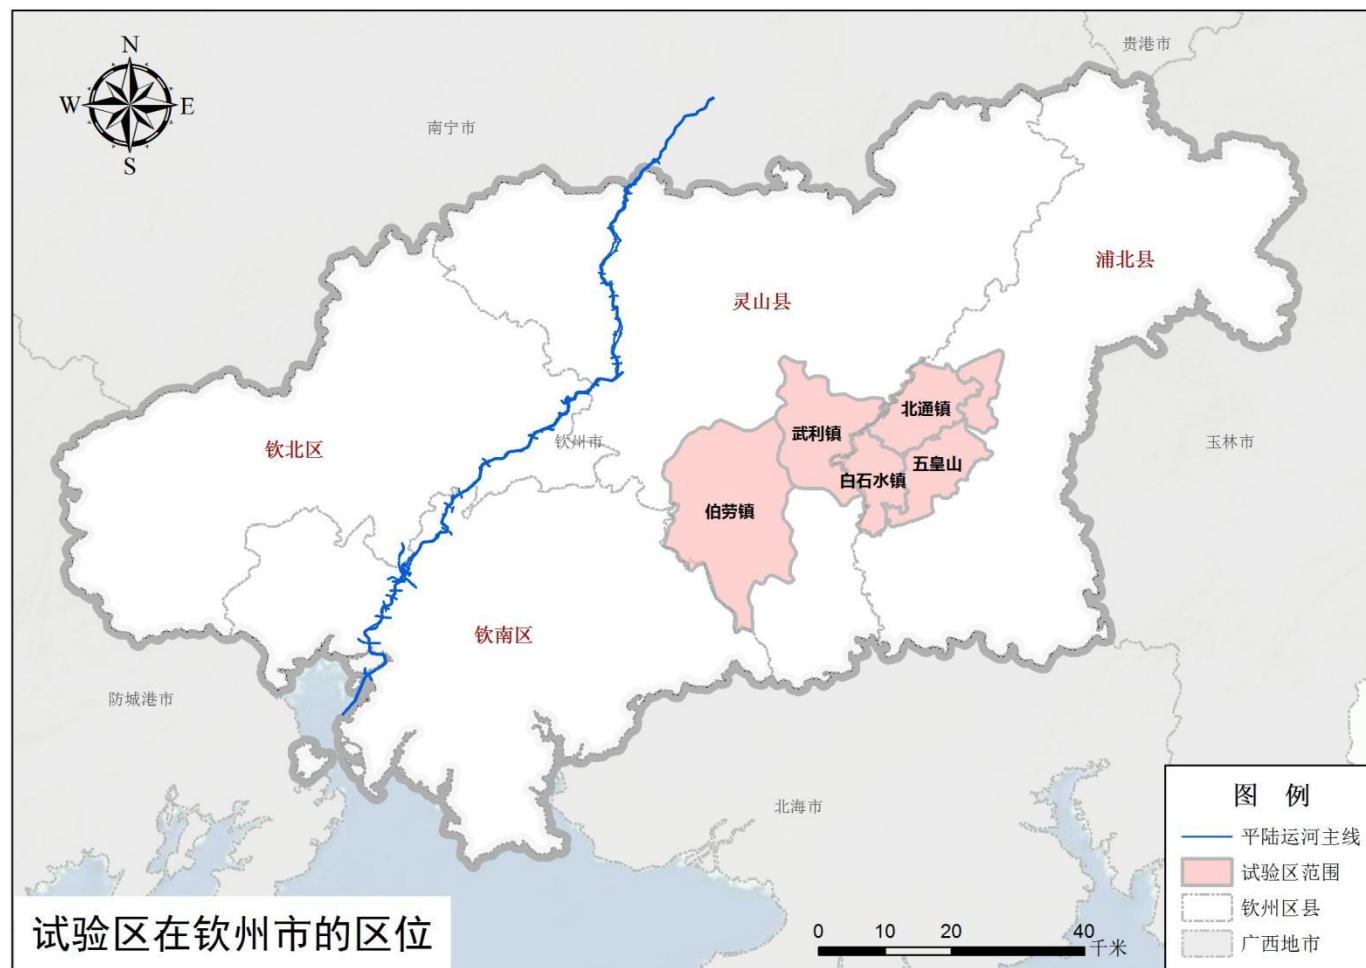 贵港市
N
W
E
S
南宁市
浦北县
灵山县
北通镇
武利镇
钦州市
玉林市
钦北区
五皇山
白石水镇
伯劳镇
钦南区
防城港市
北海市
图 例
平陆运河主线
试验区范围
钦州区县
广西地市
试验区在钦州市的区位
0 10 20 40
千米